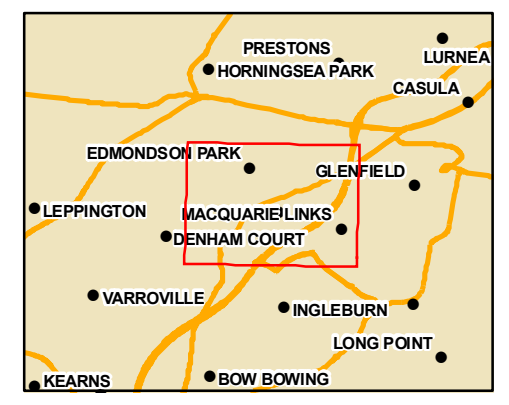 PRESTONS
LURNEA
HORNINGSEA PARK
CASULA
EDMONDSON PARK
GLENFIELD
LEPPINGTON
MACQUARIE LINKS
DENHAM COURT
VARROVILLE
INGLEBURN
LONG POINT
KEARNS
BOW BOWING